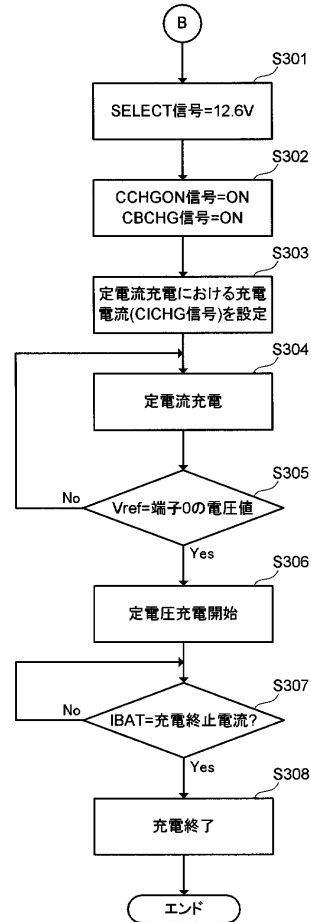 B
S301
SELECT信号=12.6V
S302
CCHGON信号=ON
CBCHG信号=ON
S303
定電流充電における充電
電流(CICHG信号)を設定
S304
定電流充電
S305
Vref=端子0の電圧値
No
Yes
S306
定電圧充電開始
S307
IBAT=充電終止電流?
No
Yes
S308
充電終了
エンド